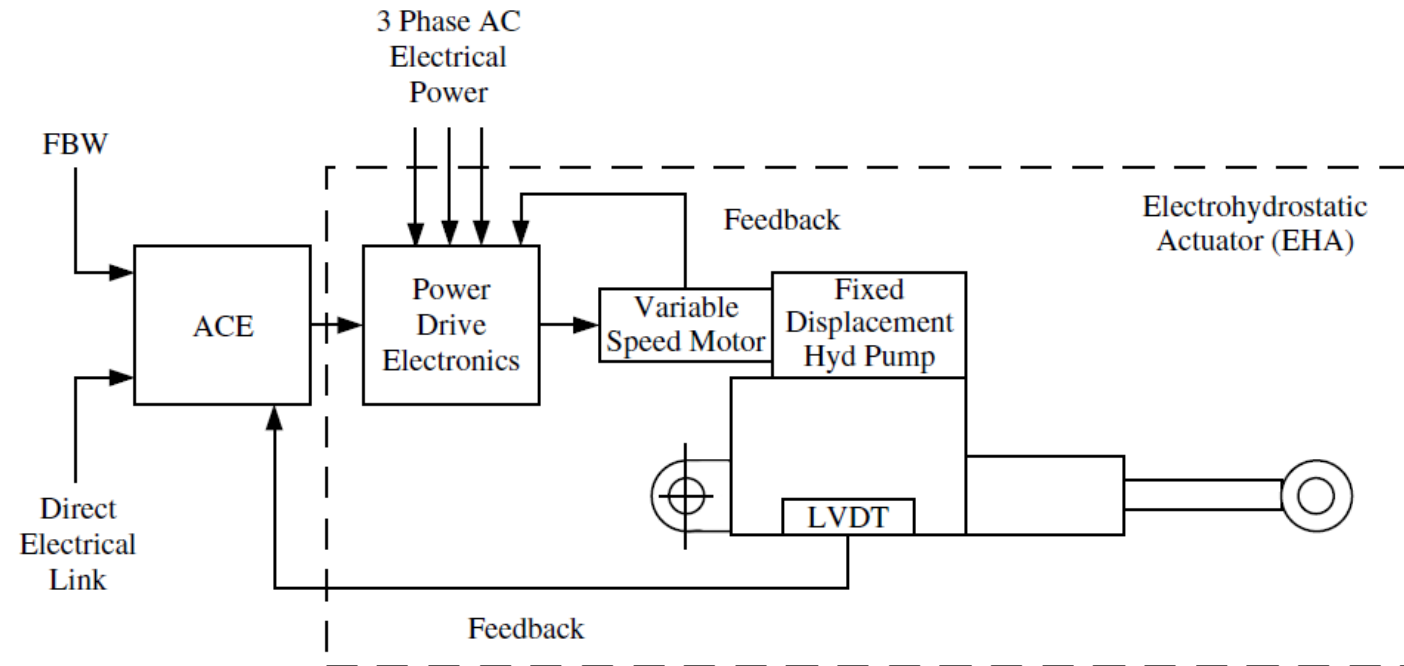 3 Phase AC
Electrical
Power
FBW
Feedback
Electrohydrostatic
Actuator (EHA)
ACE
Power
Drive
Electronics
Variable
Speed Motor
Fixed
Displacement
Hyd Pump
Direct
Electrical
Link
LVDT
Feedback